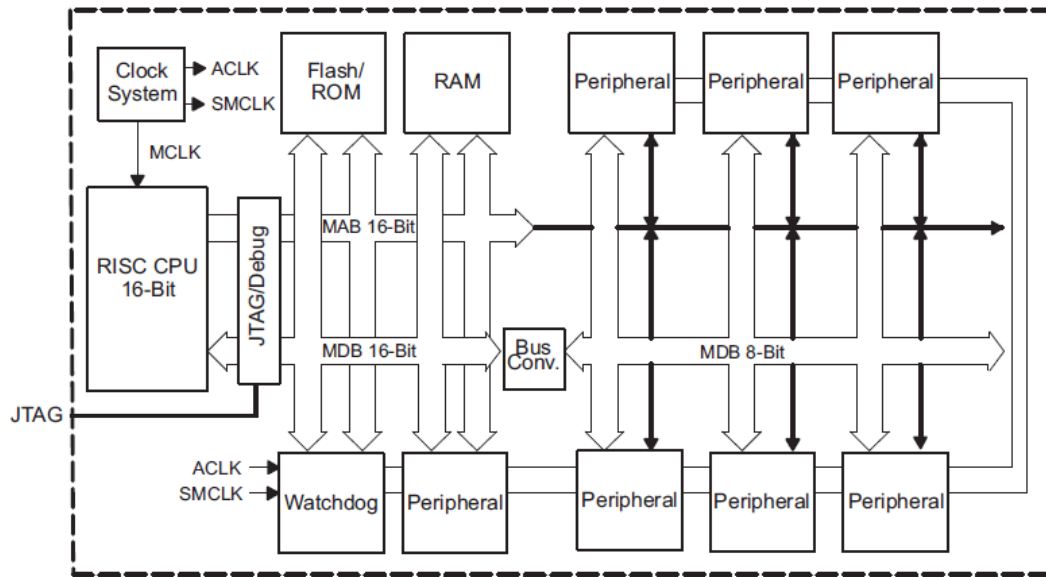 Clock
System
ACLK
SMCLK
MCLK
Flash/
ROM
RAM
Peripheral
Peripheral
Peripheral
RISC CPU
16-Bit
JTAG/Debug
MAB 16-Bit
MDB 16-Bit
Bus
Conv.
MDB 8-Bit
JTAG
ACLK
SMCLK
Watchdog
Peripheral
Peripheral
Peripheral
Peripheral